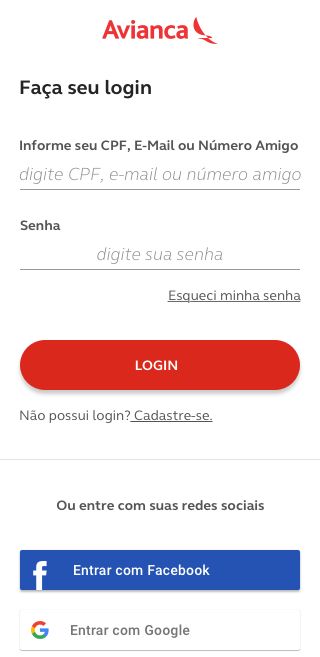 Avianca
Faça seu login
Informe seu CPF, E-Mail ou Número Amigo
digite CPF, e-mail ou número amigo
Senha
digite sua senha
Esqueci minha senha
LOGIN
Não possui login? Cadastre-se.
Ou entre com suas redes sociais
Entrar com Facebook
Entrar com Google